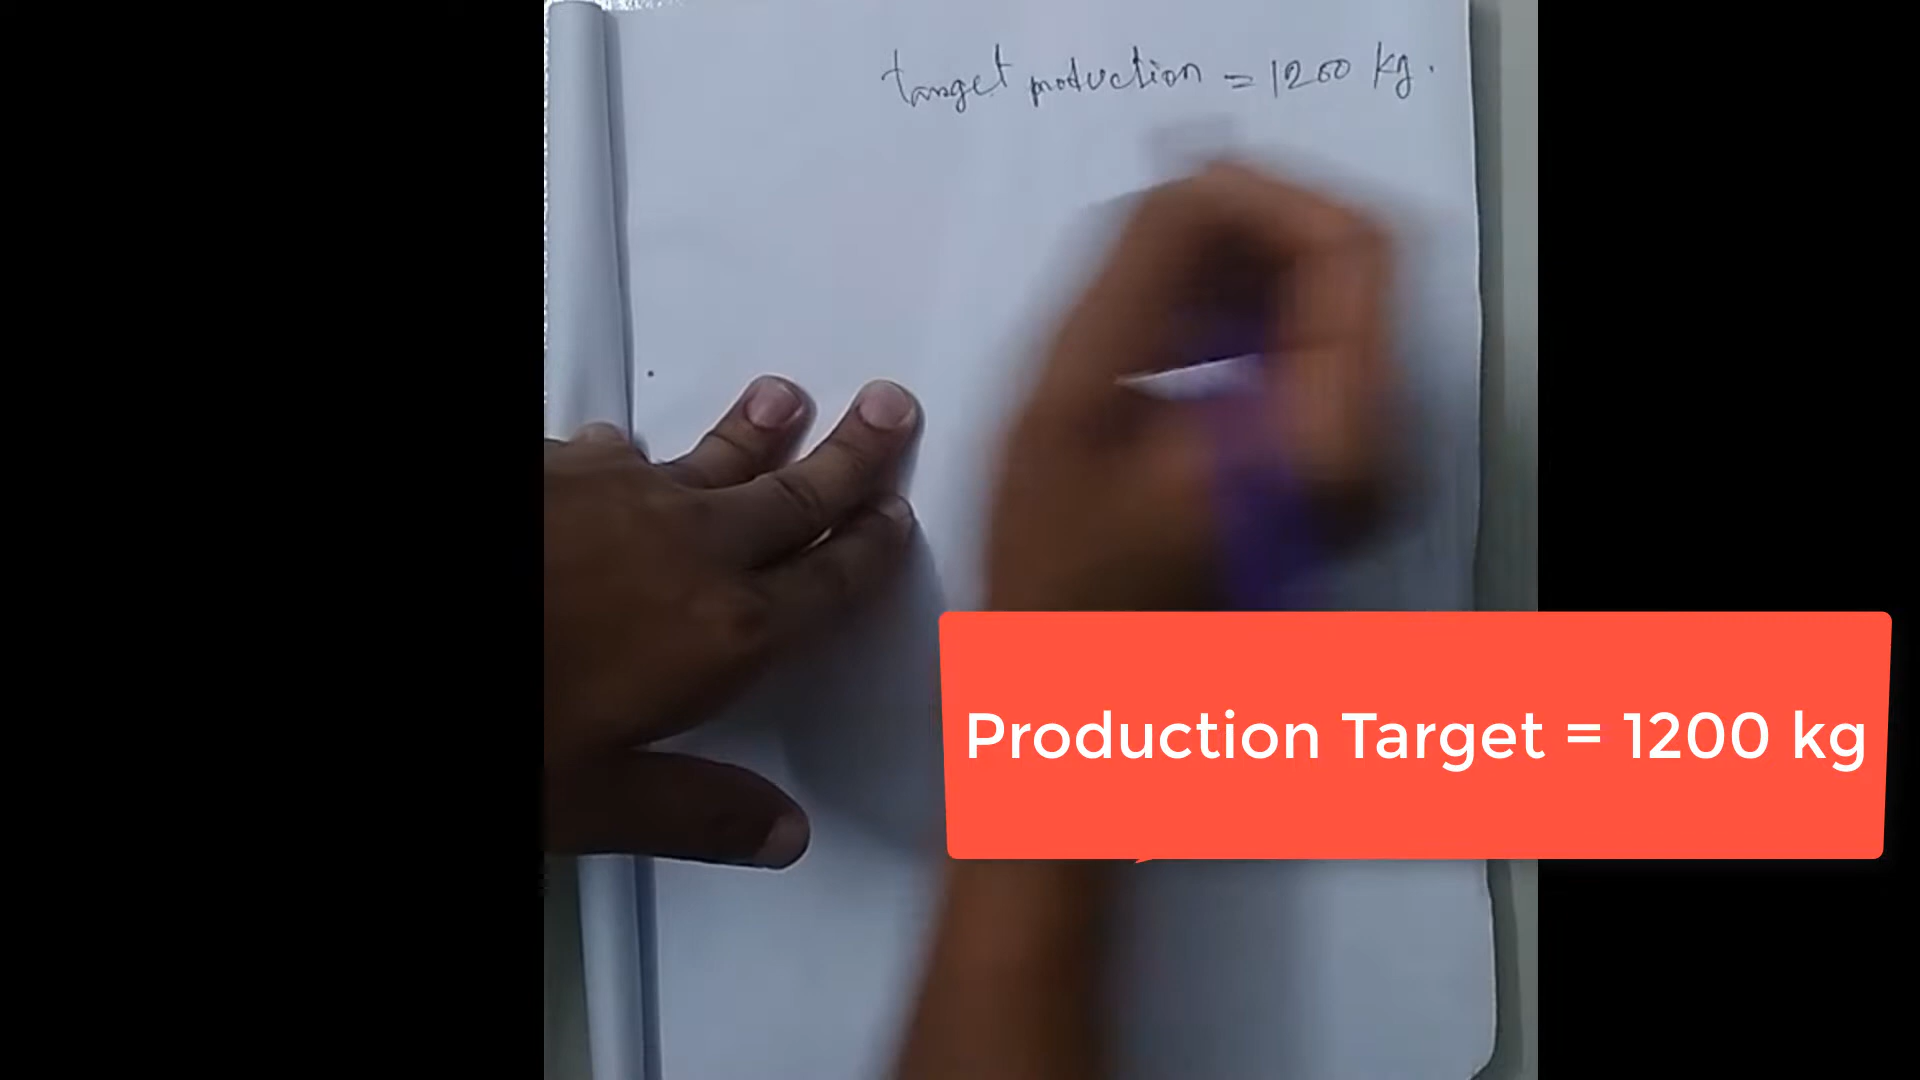 target production = 1200 kg.
Production Target = 1200 kg